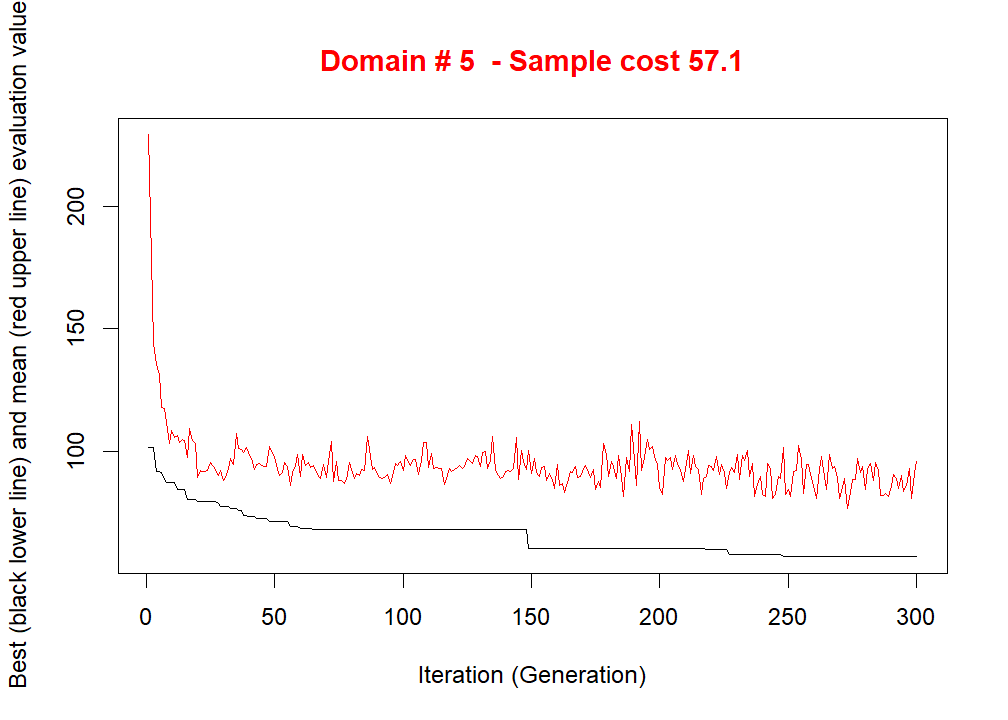 Domain # 5  - Sample cost 57.1
Best (black lower line) and mean (red upper line) evaluation value
200
150
100
0 50 100 150 200 250 300
Iteration (Generation)